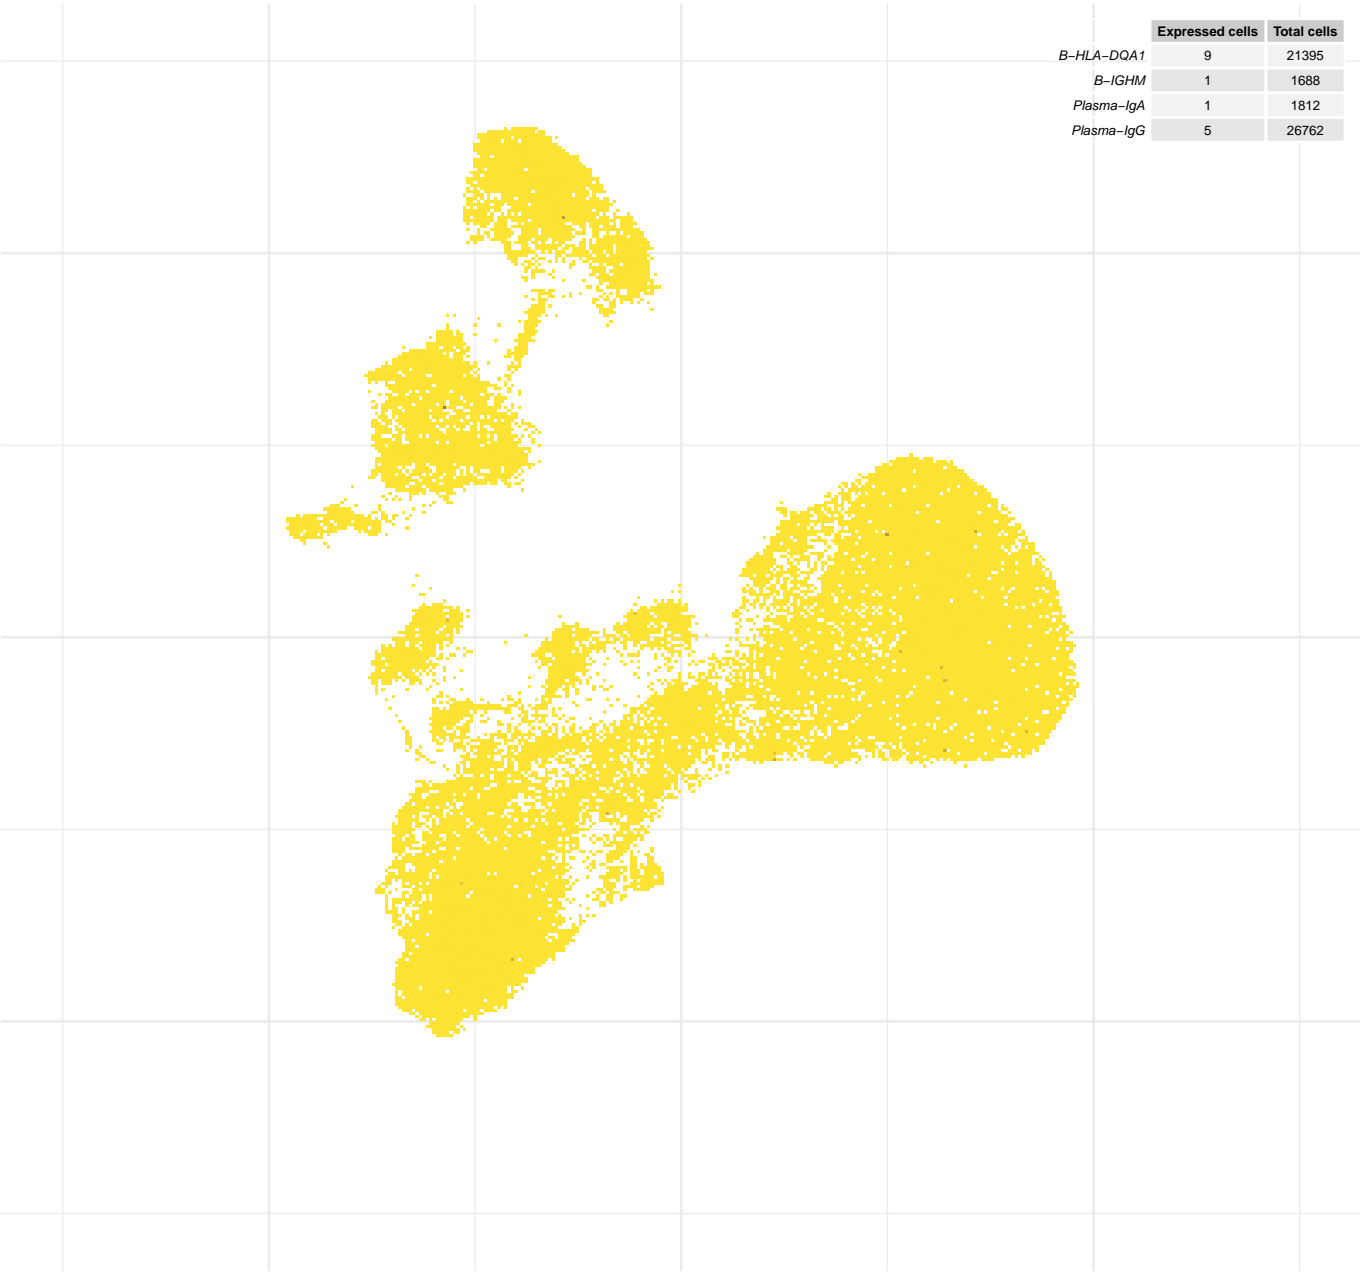 Expressed cells Total cells
B−HLA−DQA1 9 21395
B−IGHM 1 1688
Plasma−IgA 1 1812
Plasma−IgG 5 26762